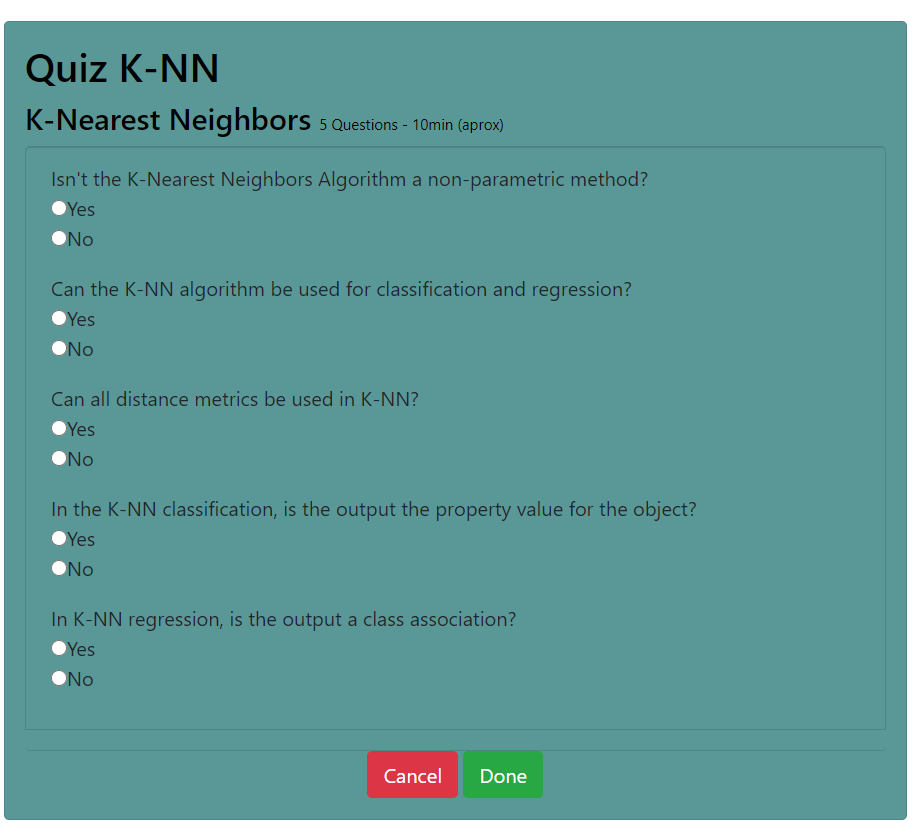 Quiz K-NN
K-Nearest Neighbors 5 Questions - 10min (aprox)
Isn't the K-Nearest Neighbors Algorithm a non-parametric method?
Yes
No
Can the K-NN algorithm be used for classification and regression?
Yes
No
Can all distance metrics be used in K-NN?
Yes
No
In the K-NN classification, is the output the property value for the object?
Yes
No
In K-NN regression, is the output a class association?
Yes
No
Cancel Done